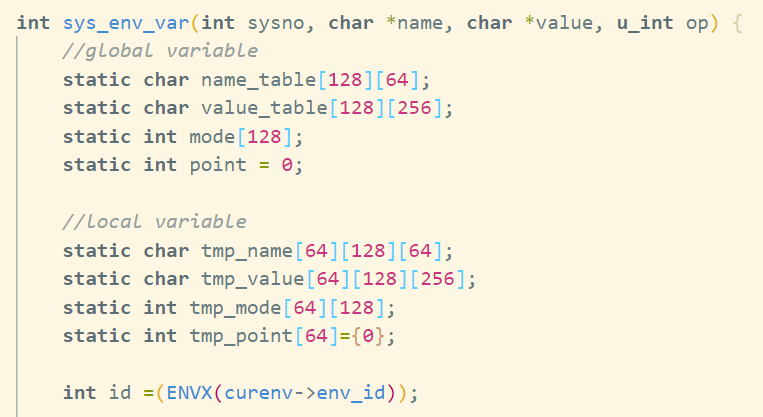 int sys_env_var(int sysno, char *name, char *value, u_int op) {
    //global variable
    static char name_table[128][64];
    static char value_table[128][256];
    static int mode[128];
    static int point = 0;

    //local variable
    static char tmp_name[64][128][64];
    static char tmp_value[64][128][256];
    static int tmp_mode[64][128];
    static int tmp_point[64]={0};

    int id =(ENVX(curenv->env_id));